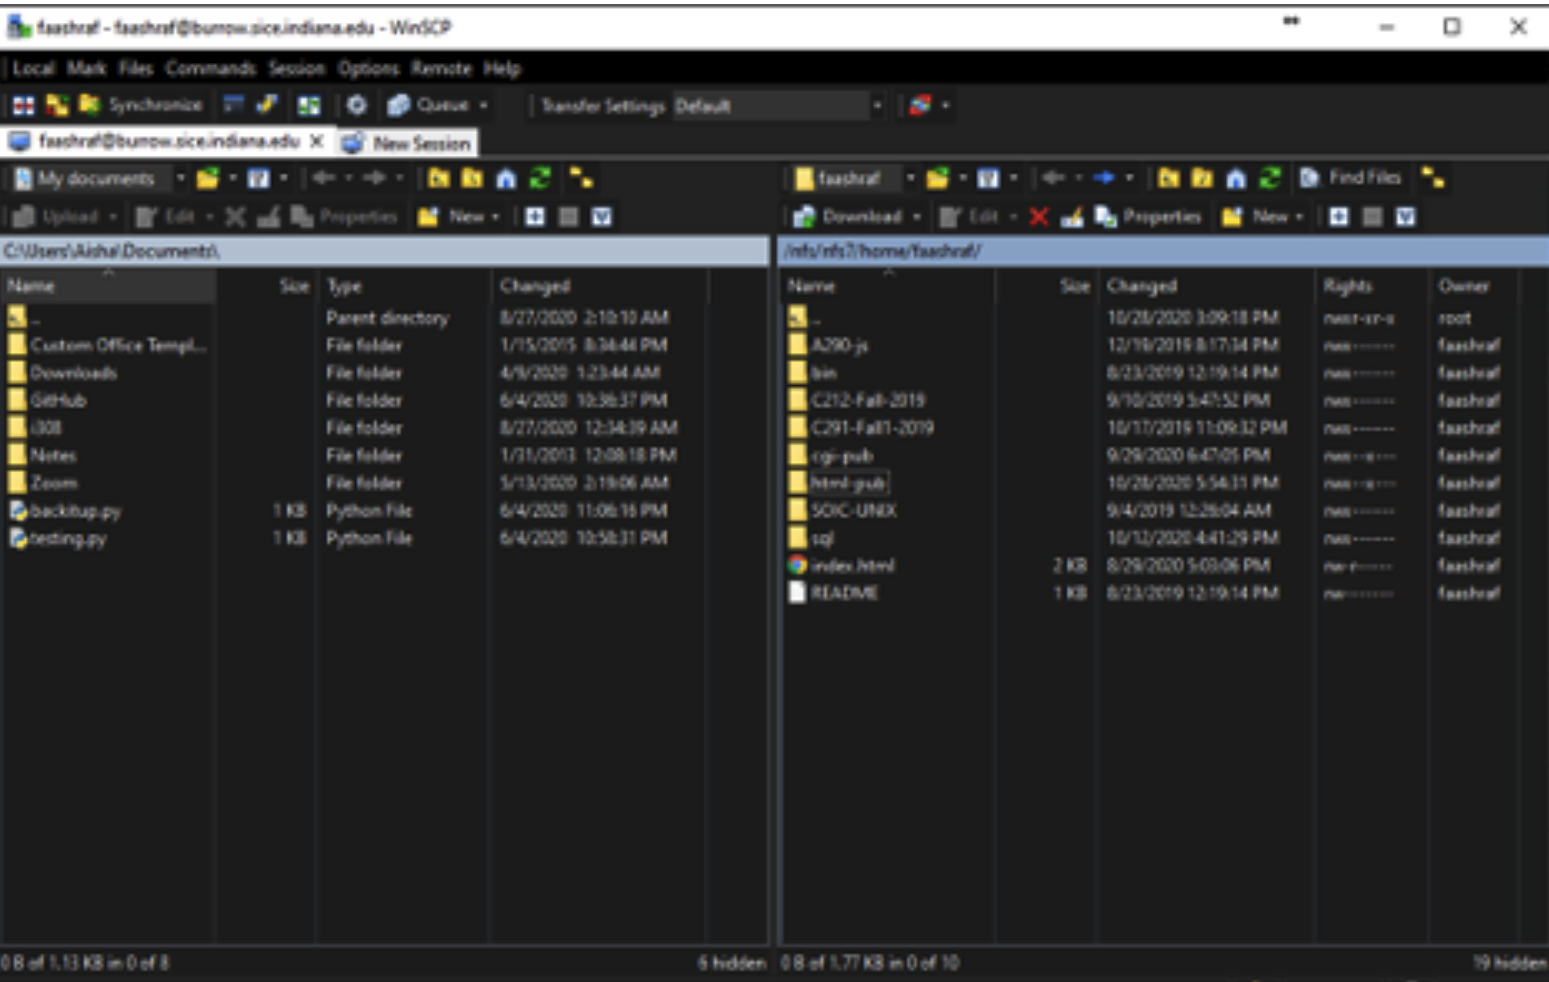 faashraf - faashraf@burrow.sice.indiana.edu - WinSCP
Local Mark Files Commands Session Options Remote Help
Synchronize Queue Transfer Settings Default
faashraf@burrow.sice.indiana.edu X New Session
My documents
Upload Edit Properties New
C:\Users\Aisha\Documents\
Name Size Type Changed
.. Parent directory 8/27/2020 2:10:10 AM
Custom Office Templ... File folder 1/15/2015 8:34:44 PM
Downloads File folder 4/9/2020 1:23:44 AM
GitHub File folder 6/4/2020 10:36:37 PM
i308 File folder 8/27/2020 12:34:39 AM
Notes File folder 1/31/2013 12:08:18 PM
Zoom File folder 5/13/2020 2:19:06 AM
backitup.py 1 KB Python File 6/4/2020 11:06:16 PM
testing.py 1 KB Python File 6/4/2020 10:58:31 PM
0 B of 1.13 KB in 0 of 8 6 hidden
faashraf Find Files
Download Edit Properties New
/nfs/nfs7/home/faashraf/
Name Size Changed Rights Owner
.. 10/28/2020 3:09:18 PM rwxr-xr-x root
A290-js 12/19/2019 8:17:34 PM rwx------ faashraf
bin 8/23/2019 12:19:14 PM rwx------ faashraf
C212-Fall-2019 9/10/2019 5:47:52 PM rwx------ faashraf
C291-Fall1-2019 10/17/2019 11:09:32 PM rwx------ faashraf
cgi-pub 9/29/2020 6:47:05 PM rwx--x--- faashraf
html-pub 10/28/2020 5:54:31 PM rwx--x--- faashraf
SOIC-UNIX 9/4/2019 12:26:04 AM rwx------ faashraf
sql 10/12/2020 4:41:29 PM rwx------ faashraf
index.html 2 KB 8/29/2020 5:03:06 PM rw-r----- faashraf
README 1 KB 8/23/2019 12:19:14 PM rw------- faashraf
0 B of 1.77 KB in 0 of 10 19 hidden